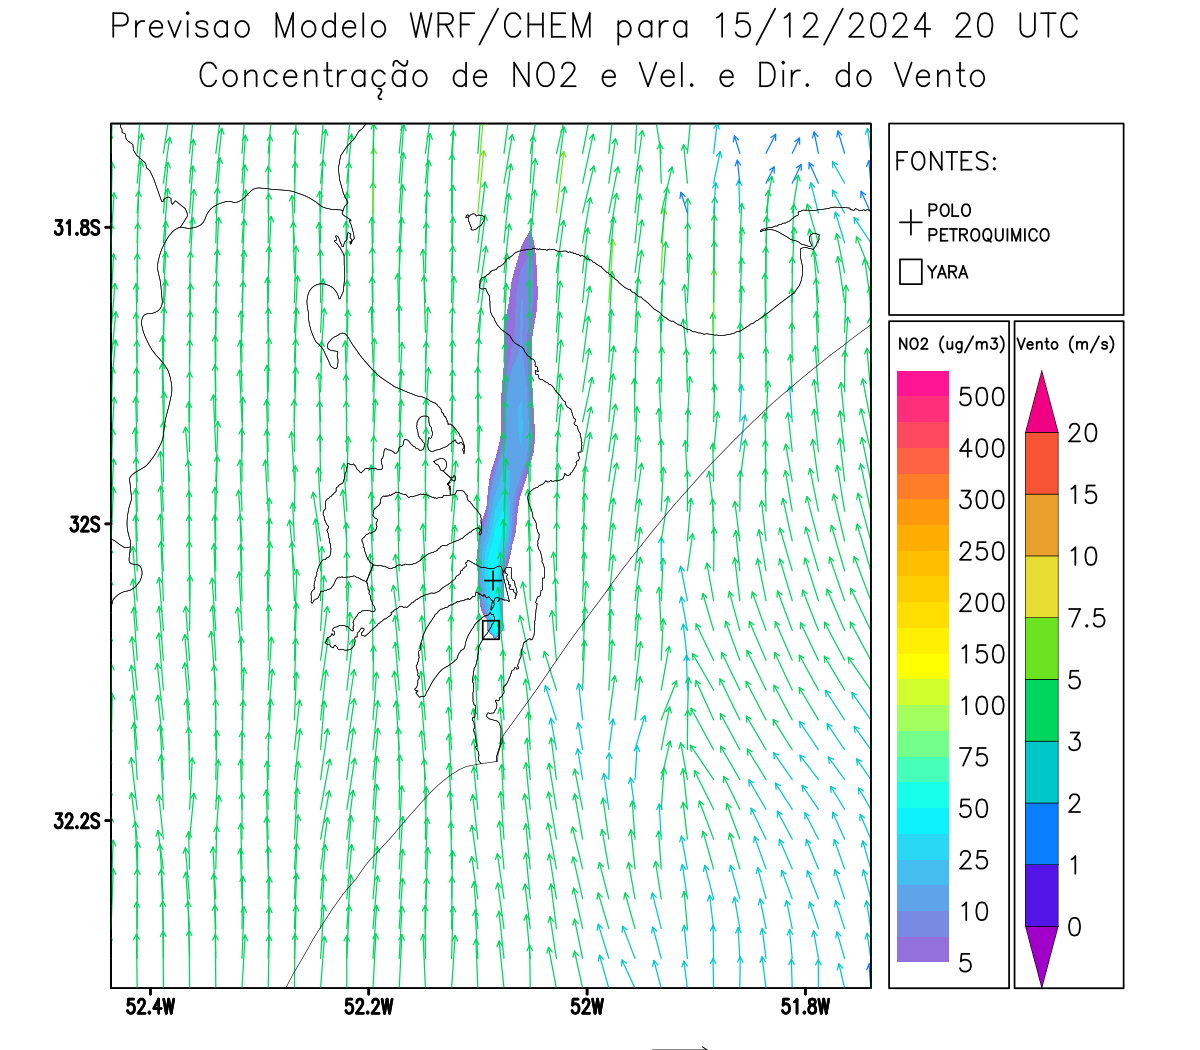 Previsao Modelo WRF/CHEM para 15/12/2024 20 UTC
Concentração de NO2 e Vel. e Dir. do Vento
FONTES:
POLO
PETROQUIMICO
YARA
31.8S
32S
32.2S
52.4W
52.2W
52W
51.8W
NO2 (ug/m3)
500
400
300
250
200
150
100
75
50
25
10
5
Vento (m/s)
20
15
10
7.5
5
3
2
1
0